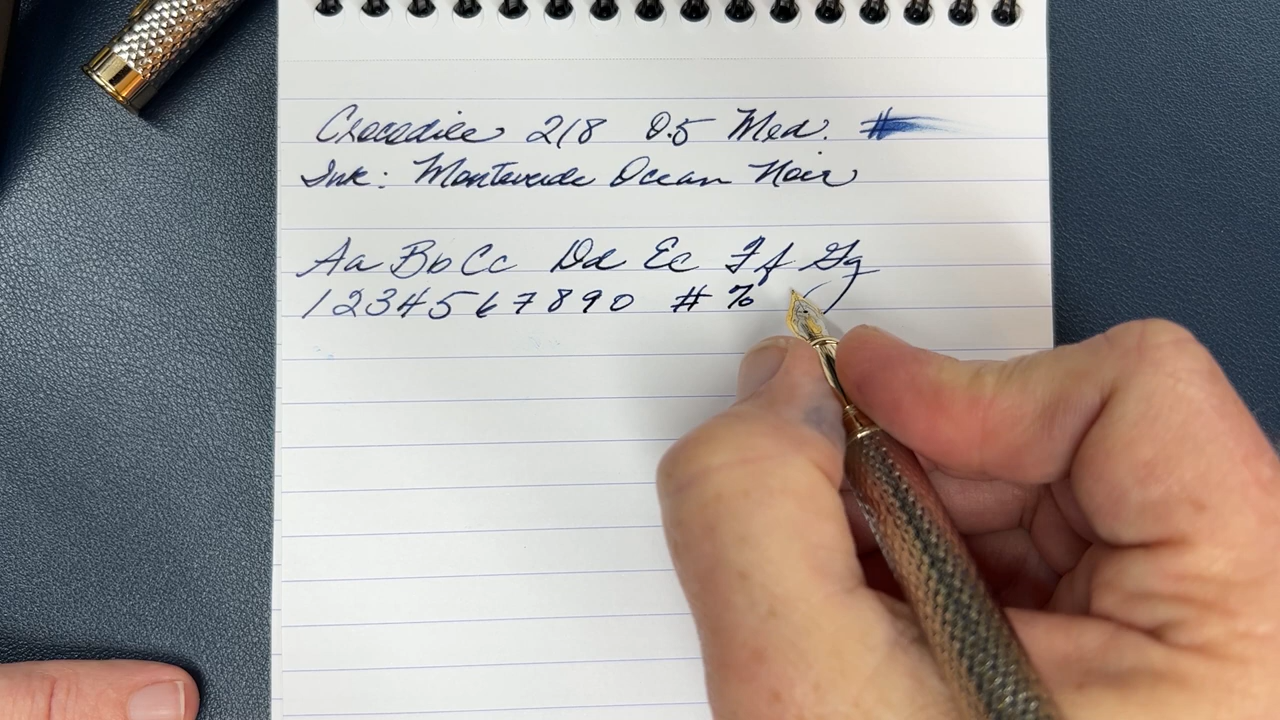 Crocodile 218 0.5 Med. #
Ink: Monteverde Ocean Noir
Aa Bb Cc Dd Ee Ff Gg
1234567890 # %